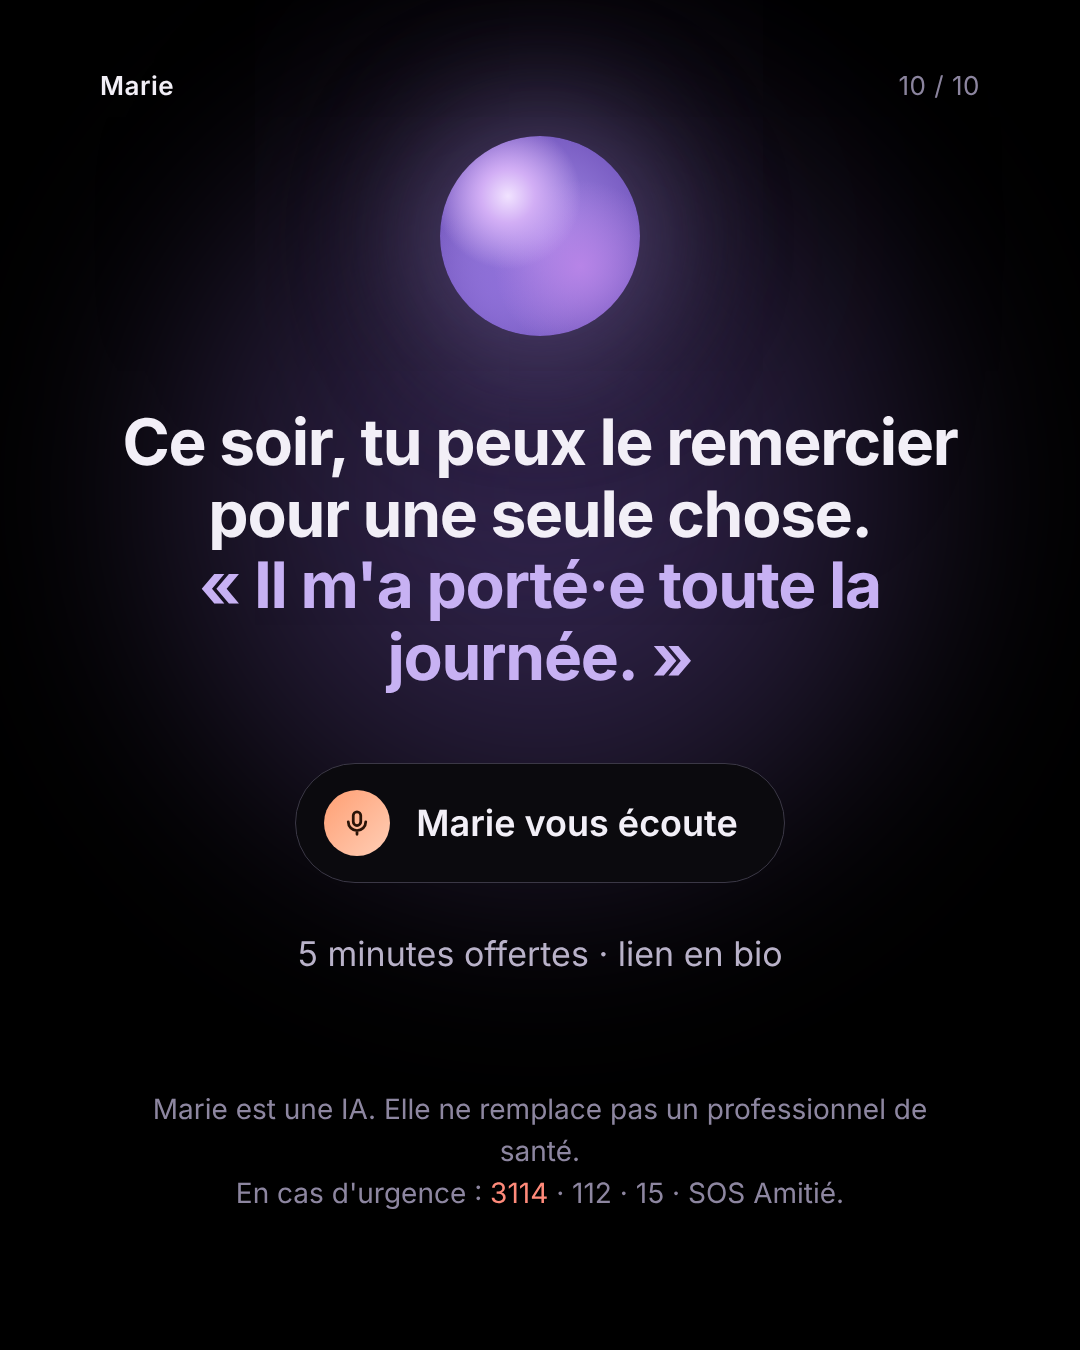 Marie
10 / 10
Ce soir, tu peux le remercier
pour une seule chose.
« Il m'a porté·e toute la
journée. »
Marie vous écoute
5 minutes offertes · lien en bio
Marie est une IA. Elle ne remplace pas un professionnel de
santé.
En cas d'urgence : 3114 · 112 · 15 · SOS Amitié.